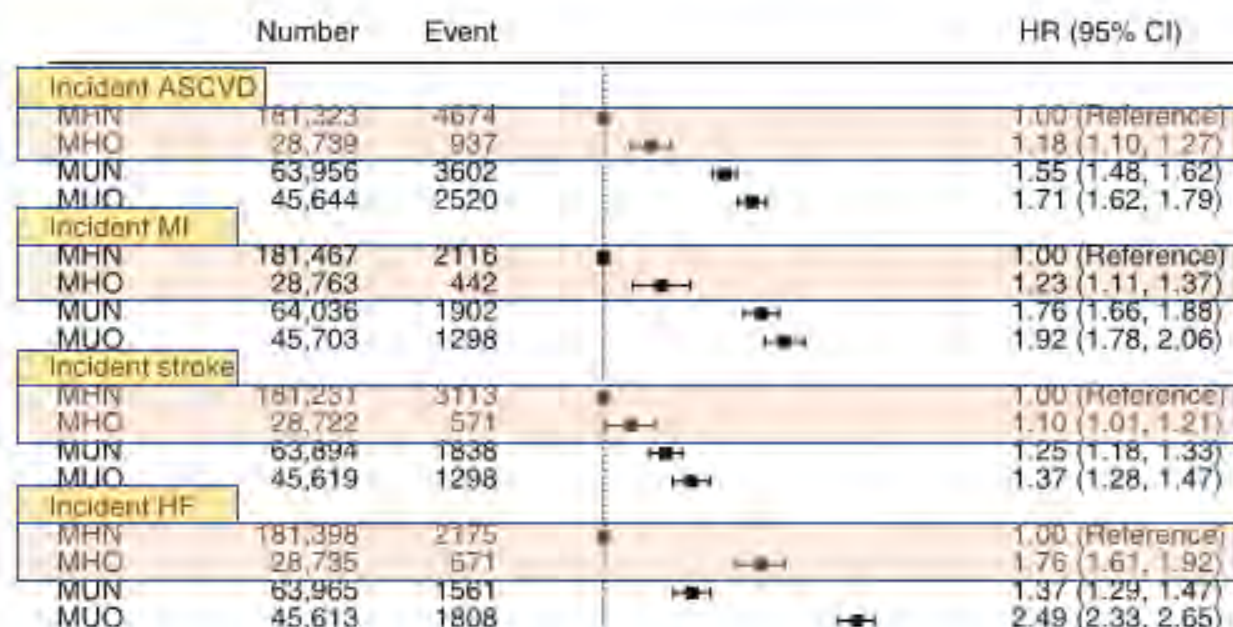 Number Event HR (95% CI)
Incident ASCVD
MHN 181,323 4674 1.00 (Reference)
MHO 28,739 937 1.18 (1.10, 1.27)
MUN 63,956 3602 1.55 (1.48, 1.62)
MUO 45,644 2520 1.71 (1.62, 1.79)
Incident MI
MHN 181,467 2116 1.00 (Reference)
MHO 28,763 442 1.23 (1.11, 1.37)
MUN 64,036 1902 1.76 (1.66, 1.88)
MUO 45,703 1298 1.92 (1.78, 2.06)
Incident stroke
MHN 181,231 3113 1.00 (Reference)
MHO 28,722 571 1.10 (1.01, 1.21)
MUN 63,894 1838 1.25 (1.18, 1.33)
MUO 45,619 1298 1.37 (1.28, 1.47)
Incident HF
MHN 181,398 2175 1.00 (Reference)
MHO 28,735 671 1.76 (1.61, 1.92)
MUN 63,965 1561 1.37 (1.29, 1.47)
MUO 45,613 1808 2.49 (2.33, 2.65)